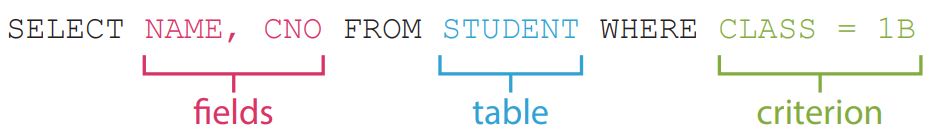 SELECT NAME, CNO FROM STUDENT WHERE CLASS = 1B
fields table criterion